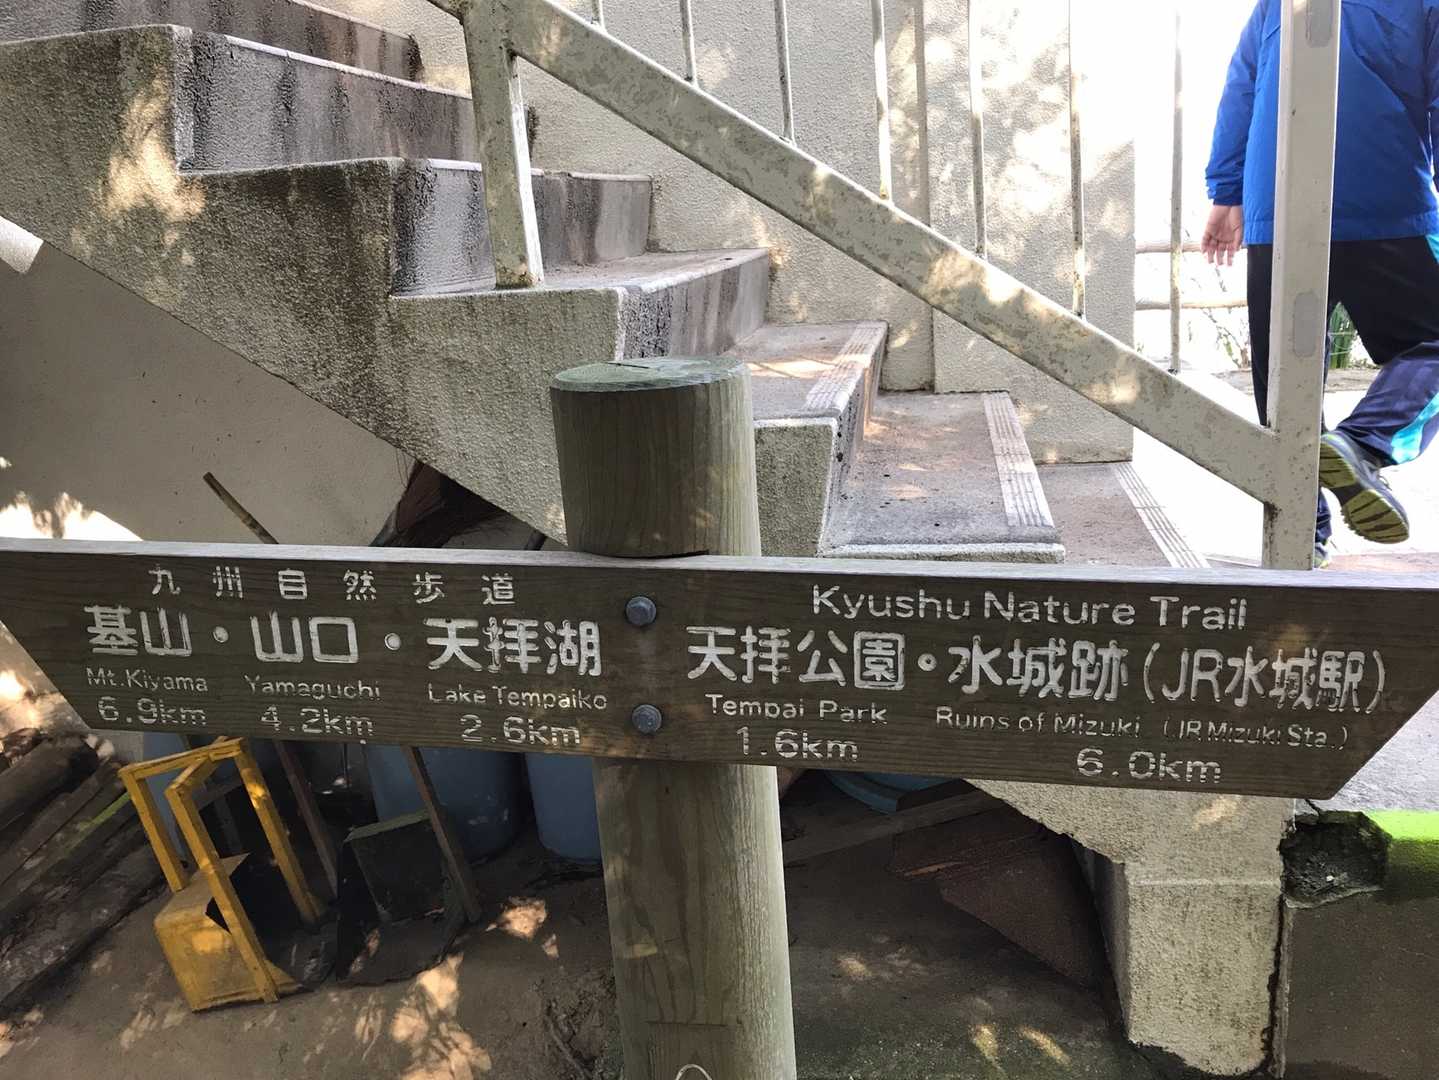 九州自然歩道
基山・山口・天拝湖
Mt.Kiyama Yamaguchi Lake Tempaiko
6.9km 4.2km 2.6km
Kyushu Nature Trail
天拝公園・水城跡(JR水城駅)
Tempai Park Ruins of Mizuki (JR Mizuki Sta.)
1.6km 6.0km